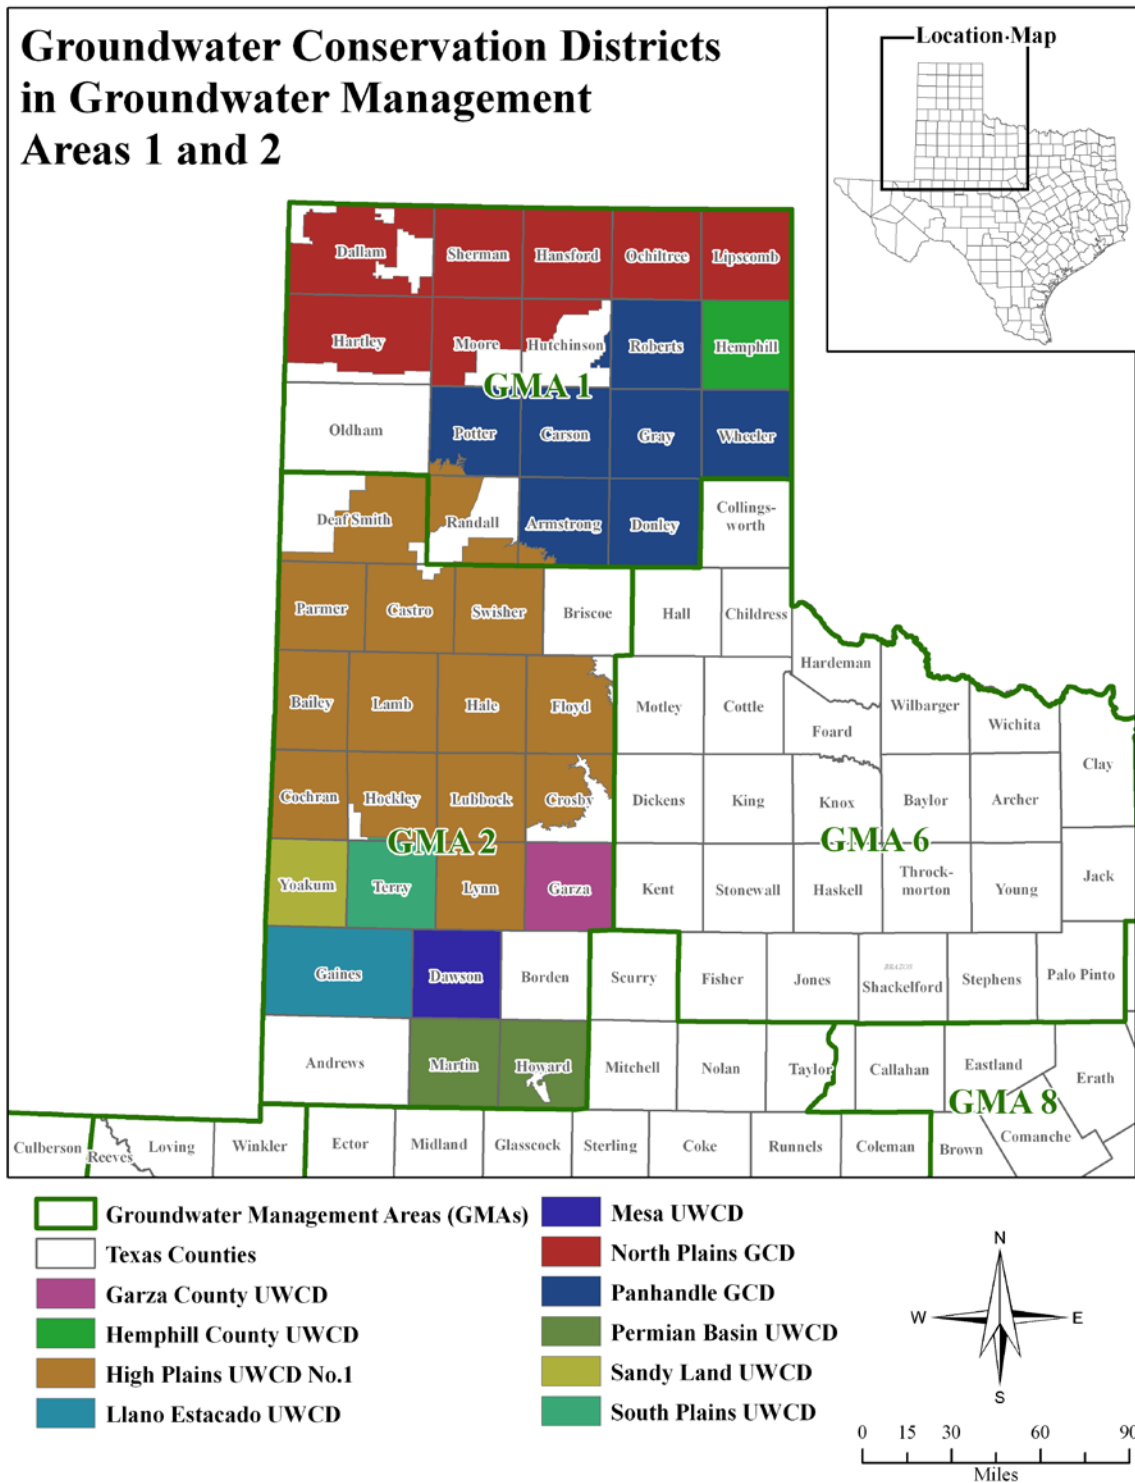 Groundwater Conservation Districts
in Groundwater Management
Areas 1 and 2
Location Map
Dallam
Sherman
Hansford
Ochiltree
Lipscomb
Hartley
Moore
Hutchinson
Roberts
Hemphill
GMA 1
Oldham
Potter
Carson
Gray
Wheeler
Deaf Smith
Randall
Armstrong
Donley
Collings-
worth
Parmer
Castro
Swisher
Briscoe
Hall
Childress
Hardeman
Bailey
Lamb
Hale
Floyd
Motley
Cottle
Foard
Wilbarger
Wichita
Clay
Cochran
Hockley
Lubbock
Crosby
Dickens
King
Knox
Baylor
Archer
GMA 2
GMA 6
Yoakum
Terry
Lynn
Garza
Kent
Stonewall
Haskell
Throck-
morton
Young
Jack
Gaines
Dawson
Borden
Scurry
Fisher
Jones
BRAZOS
Shackelford
Stephens
Palo Pinto
Andrews
Martin
Howard
Mitchell
Nolan
Taylor
Callahan
Eastland
Erath
GMA 8
Culberson
Reeves
Loving
Winkler
Ector
Midland
Glasscock
Sterling
Coke
Runnels
Coleman
Brown
Comanche
Groundwater Management Areas (GMAs)
Texas Counties
Garza County UWCD
Hemphill County UWCD
High Plains UWCD No.1
Llano Estacado UWCD
Mesa UWCD
North Plains GCD
Panhandle GCD
Permian Basin UWCD
Sandy Land UWCD
South Plains UWCD
N
W
E
S
0 15 30 60 90
Miles